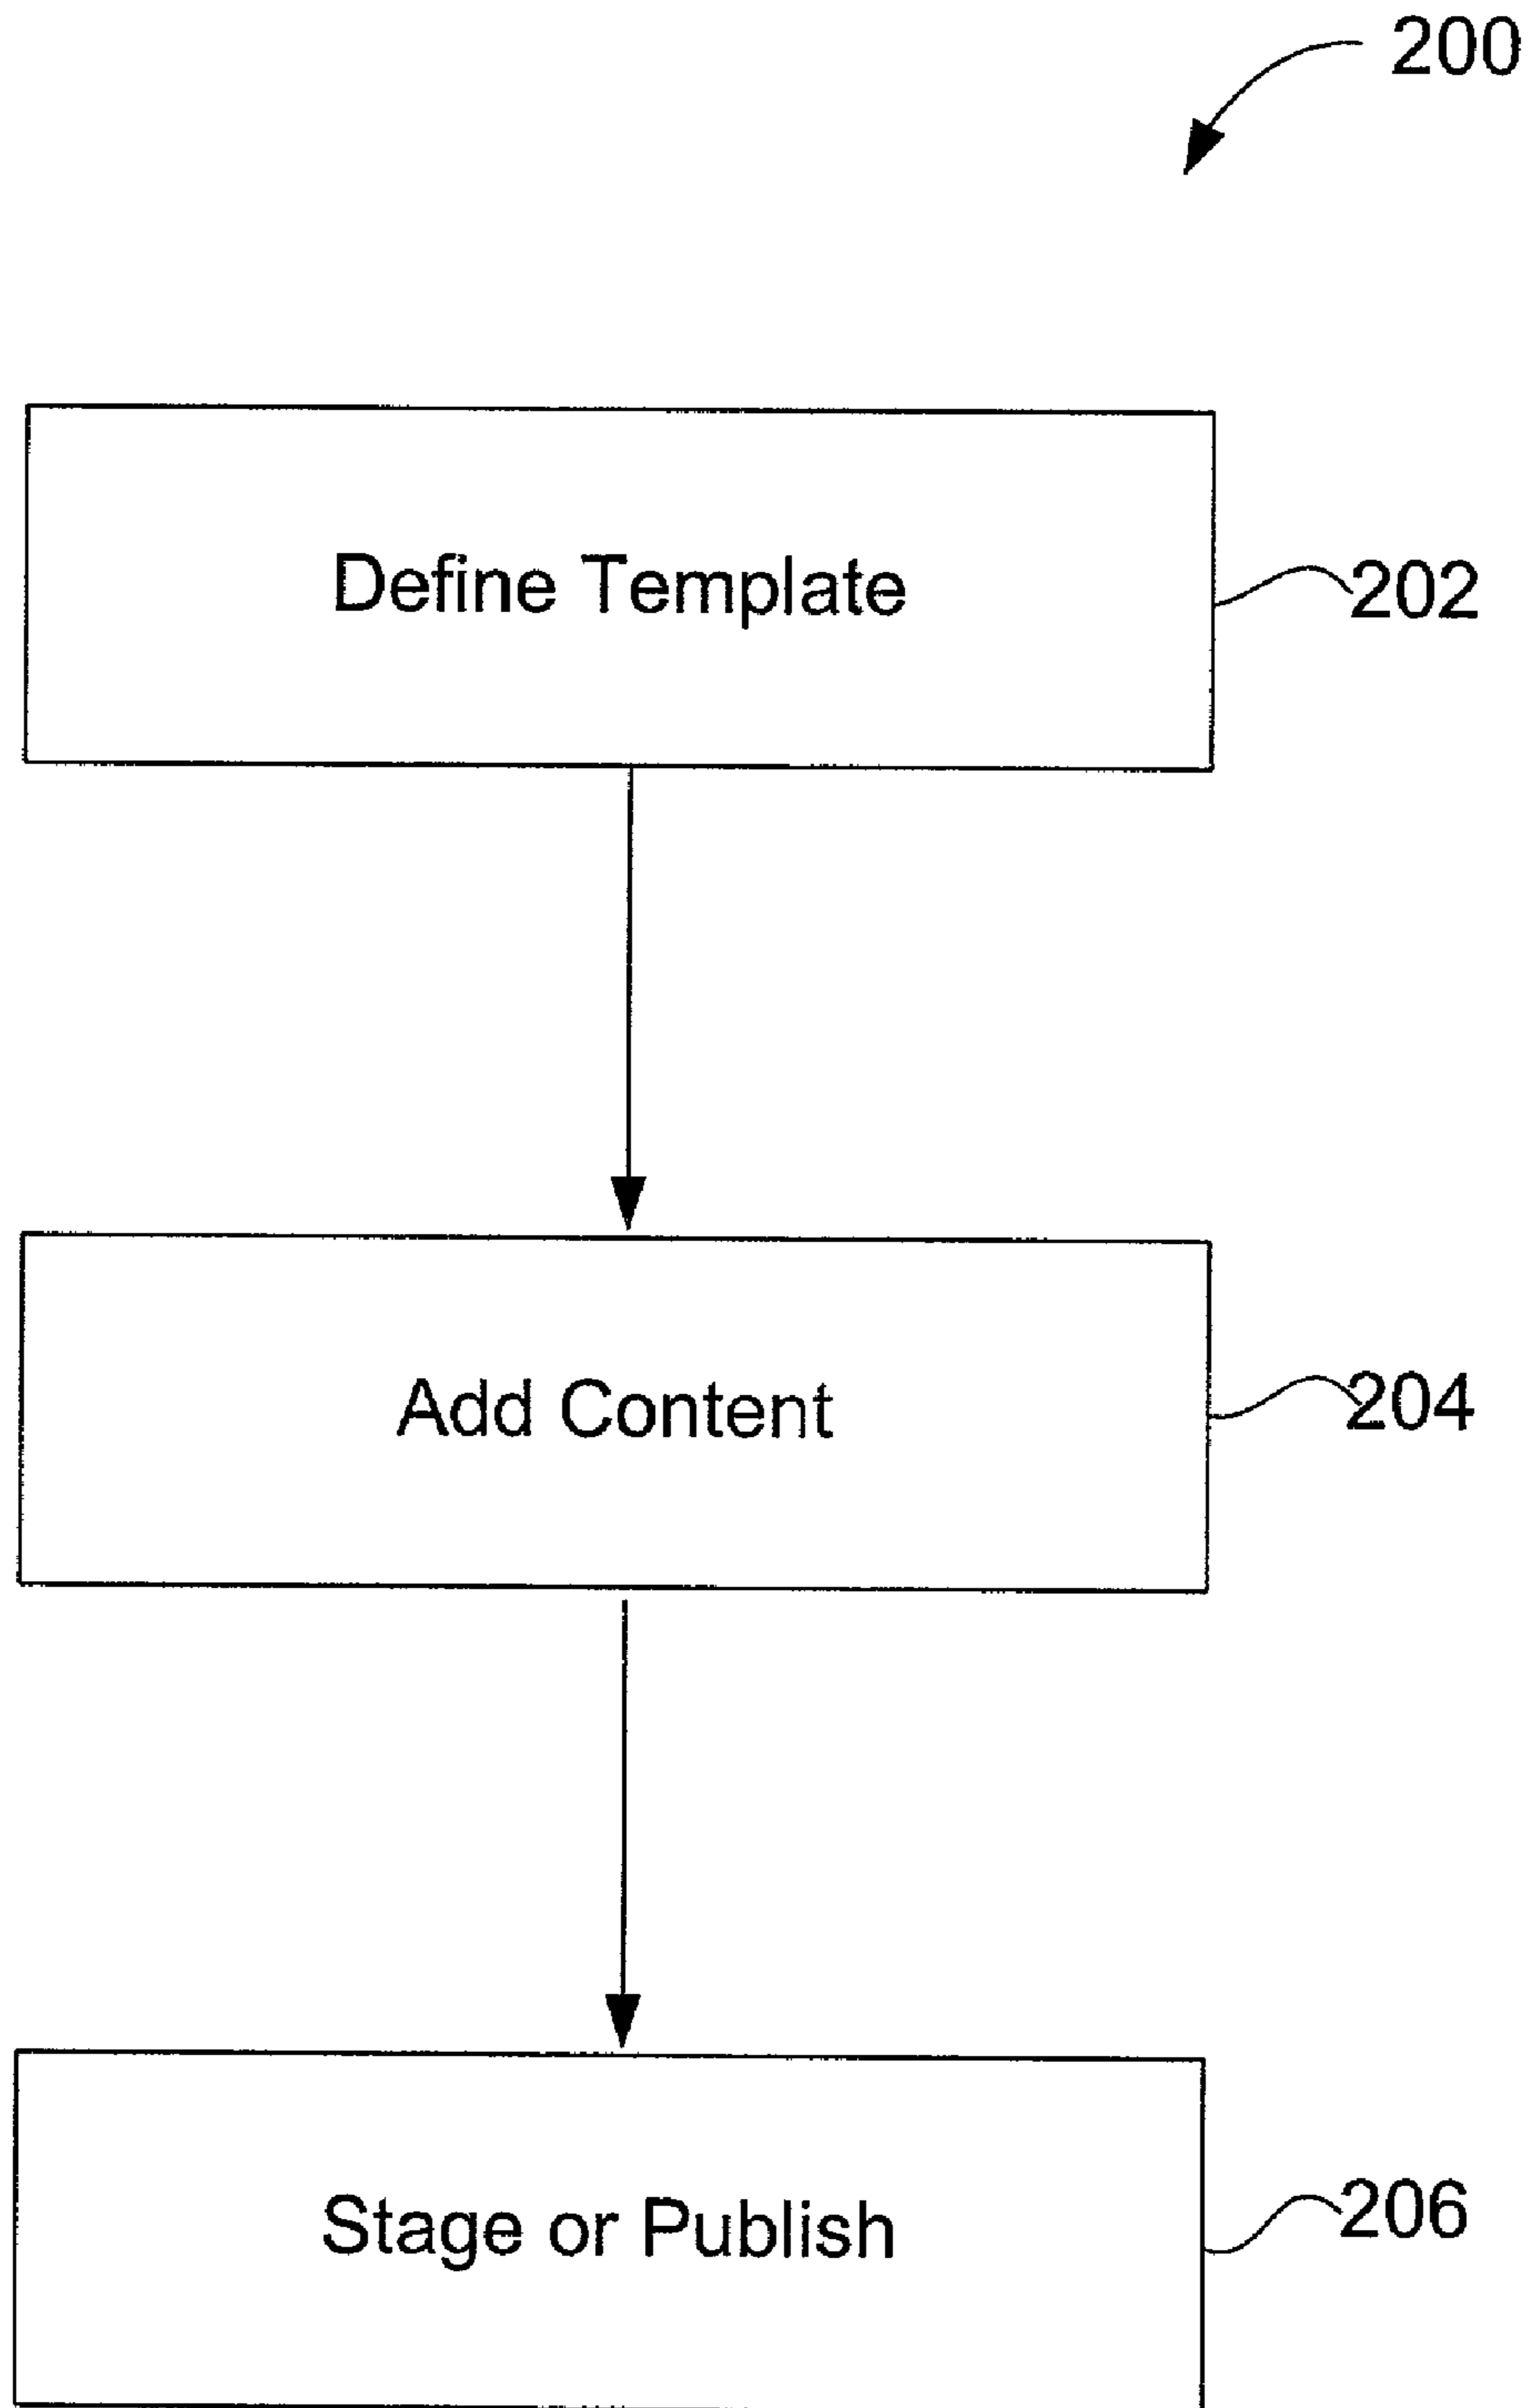 200
Define Template
202
Add Content
204
Stage or Publish
206